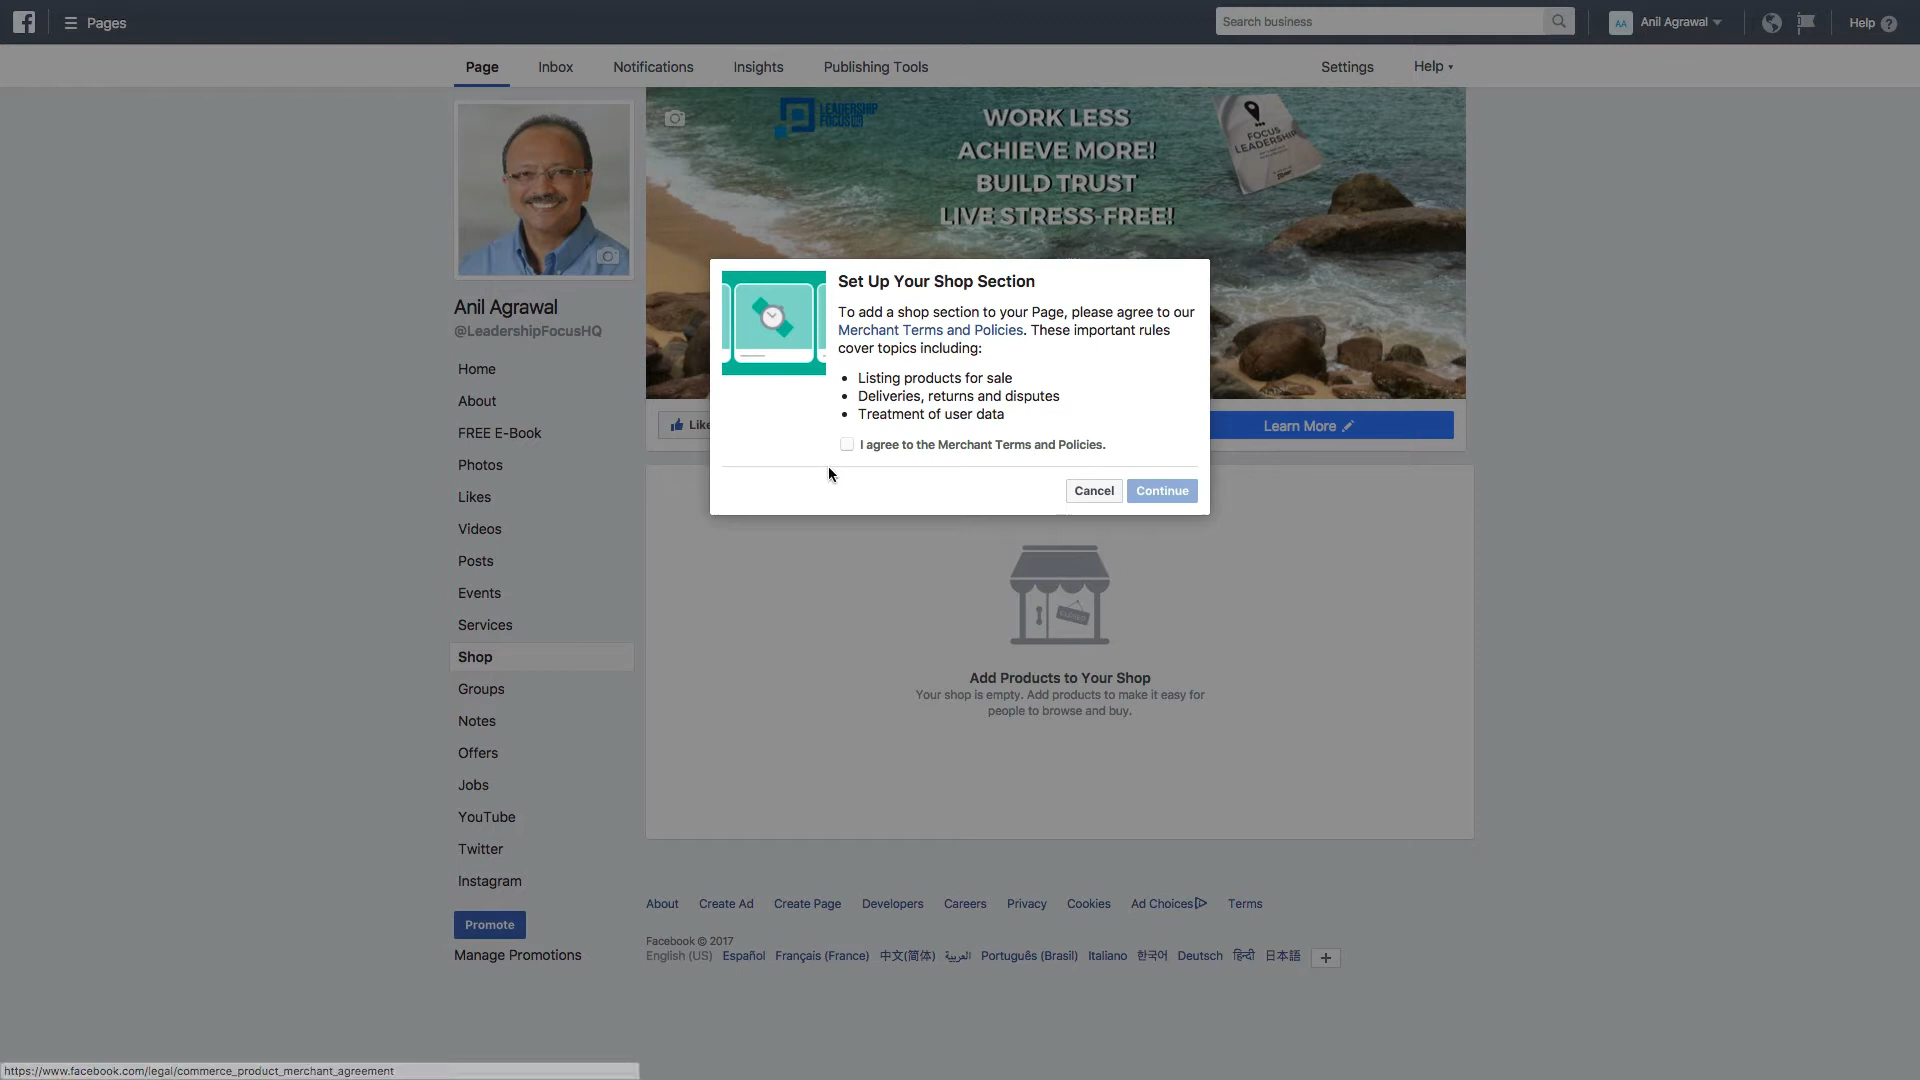 Pages
Search business
AA
Anil Agrawal
Help
Page
Inbox
Notifications
Insights
Publishing Tools
Settings
Help
LEADERSHIP
FOCUS HQ
WORK LESS
ACHIEVE MORE!
BUILD TRUST
LIVE STRESS-FREE!
FOCUS
LEADERSHIP
Anil Agrawal
@LeadershipFocusHQ
Home
About
FREE E-Book
Photos
Likes
Videos
Posts
Events
Services
Shop
Groups
Notes
Offers
Jobs
YouTube
Twitter
Instagram
Promote
Manage Promotions
Like
Learn More
Set Up Your Shop Section
To add a shop section to your Page, please agree to our
Merchant Terms and Policies. These important rules
cover topics including:
• Listing products for sale
• Deliveries, returns and disputes
• Treatment of user data
I agree to the Merchant Terms and Policies.
Cancel
Continue
CLOSED
Add Products to Your Shop
Your shop is empty. Add products to make it easy for
people to browse and buy.
About Create Ad Create Page Developers Careers Privacy Cookies Ad Choices Terms
Facebook © 2017
English (US) Español Français (France) 中文(简体) العربية Português (Brasil) Italiano 한국어 Deutsch हिन्दी 日本語
https://www.facebook.com/legal/commerce_product_merchant_agreement